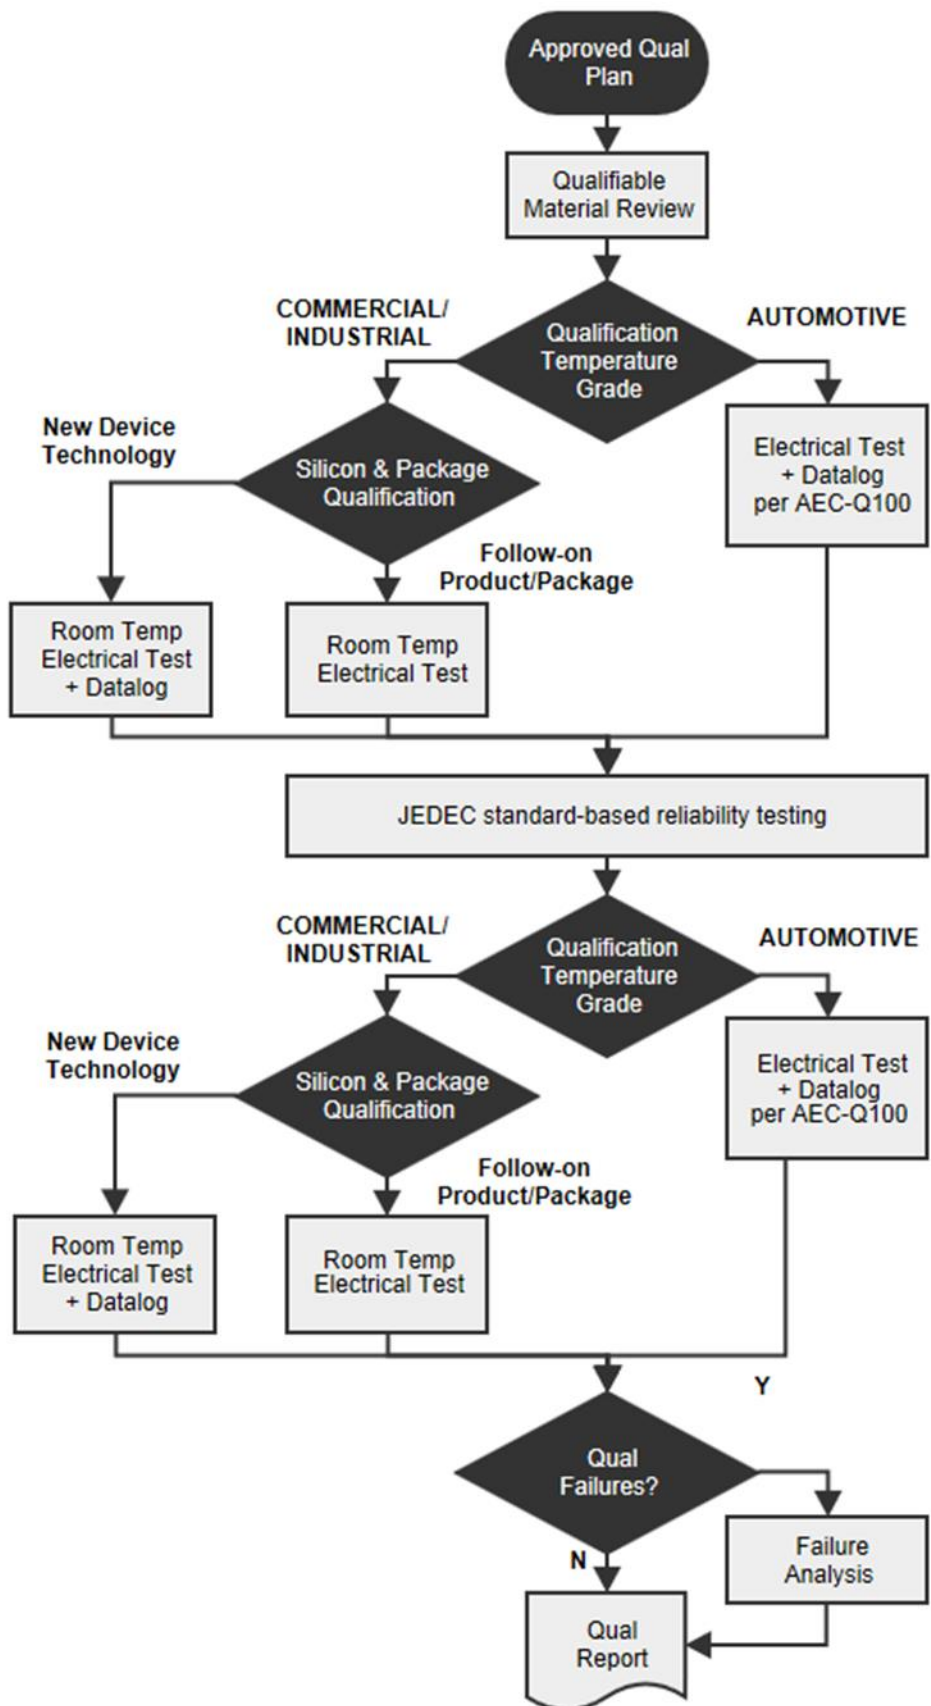 Approved Qual
Plan
Qualifiable
Material Review
COMMERCIAL/
INDUSTRIAL
Qualification
Temperature
Grade
AUTOMOTIVE
New Device
Technology
Silicon & Package
Qualification
Electrical Test
+ Datalog
per AEC-Q100
Follow-on
Product/Package
Room Temp
Electrical Test
+ Datalog
Room Temp
Electrical Test
JEDEC standard-based reliability testing
COMMERCIAL/
INDUSTRIAL
Qualification
Temperature
Grade
AUTOMOTIVE
New Device
Technology
Silicon & Package
Qualification
Electrical Test
+ Datalog
per AEC-Q100
Follow-on
Product/Package
Room Temp
Electrical Test
+ Datalog
Room Temp
Electrical Test
Y
Qual
Failures?
N
Failure
Analysis
Qual
Report